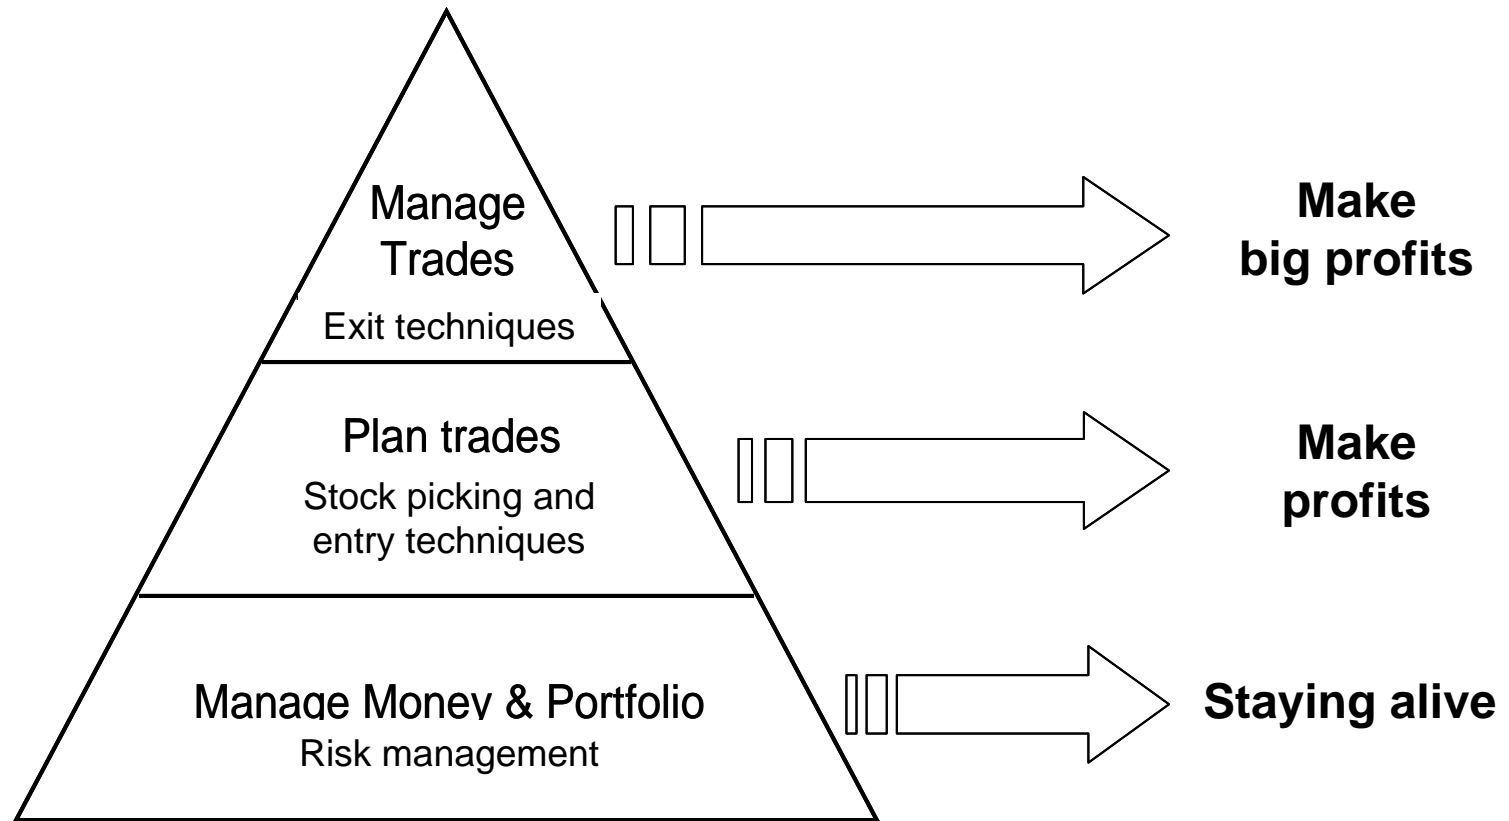 Manage
Trades
Exit techniques
Make
big profits
Plan trades
Stock picking and
entry techniques
Make
profits
Manage Money & Portfolio
Risk management
Staying alive